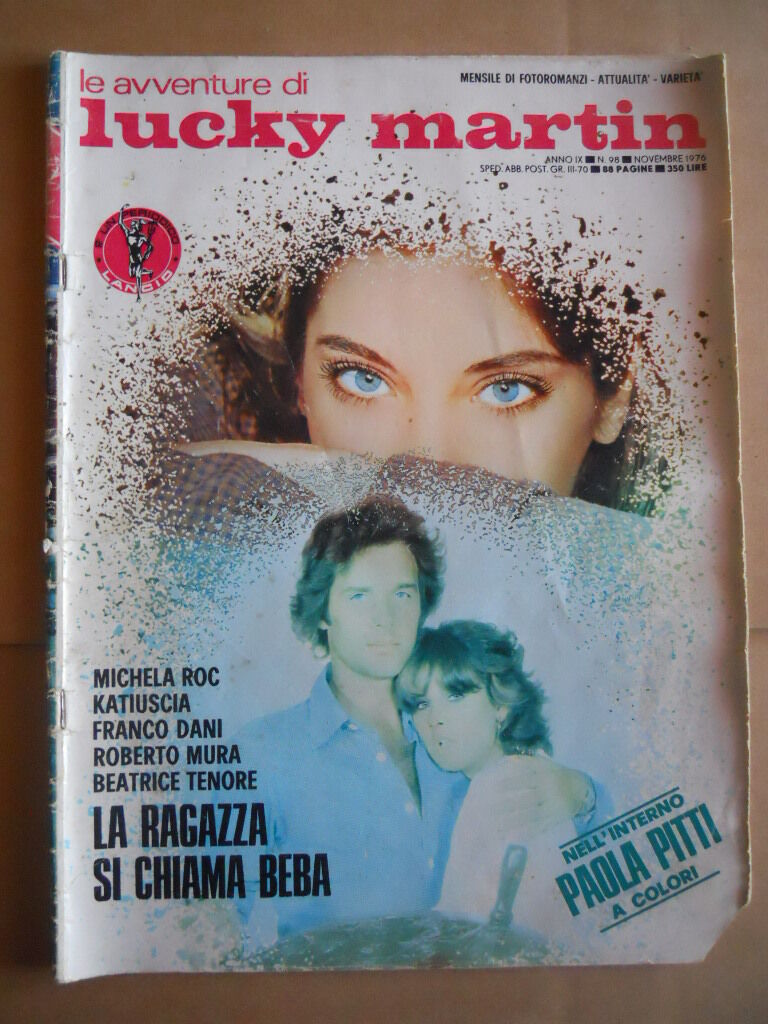 le avventure di
MENSILE DI FOTOROMANZI - ATTUALITA' - VARIETA'
lucky martin
ANNO IX ■ N. 98 ■ NOVEMBRE 1976
SPED. ABB. POST. GR. III-70 ■ 88 PAGINE ■ 350 LIRE
E' UN PERIODICO
LANCIO
MICHELA ROC
KATIUSCIA
FRANCO DANI
ROBERTO MURA
BEATRICE TENORE
LA RAGAZZA
SI CHIAMA BEBA
NELL'INTERNO
PAOLA PITTI
A COLORI